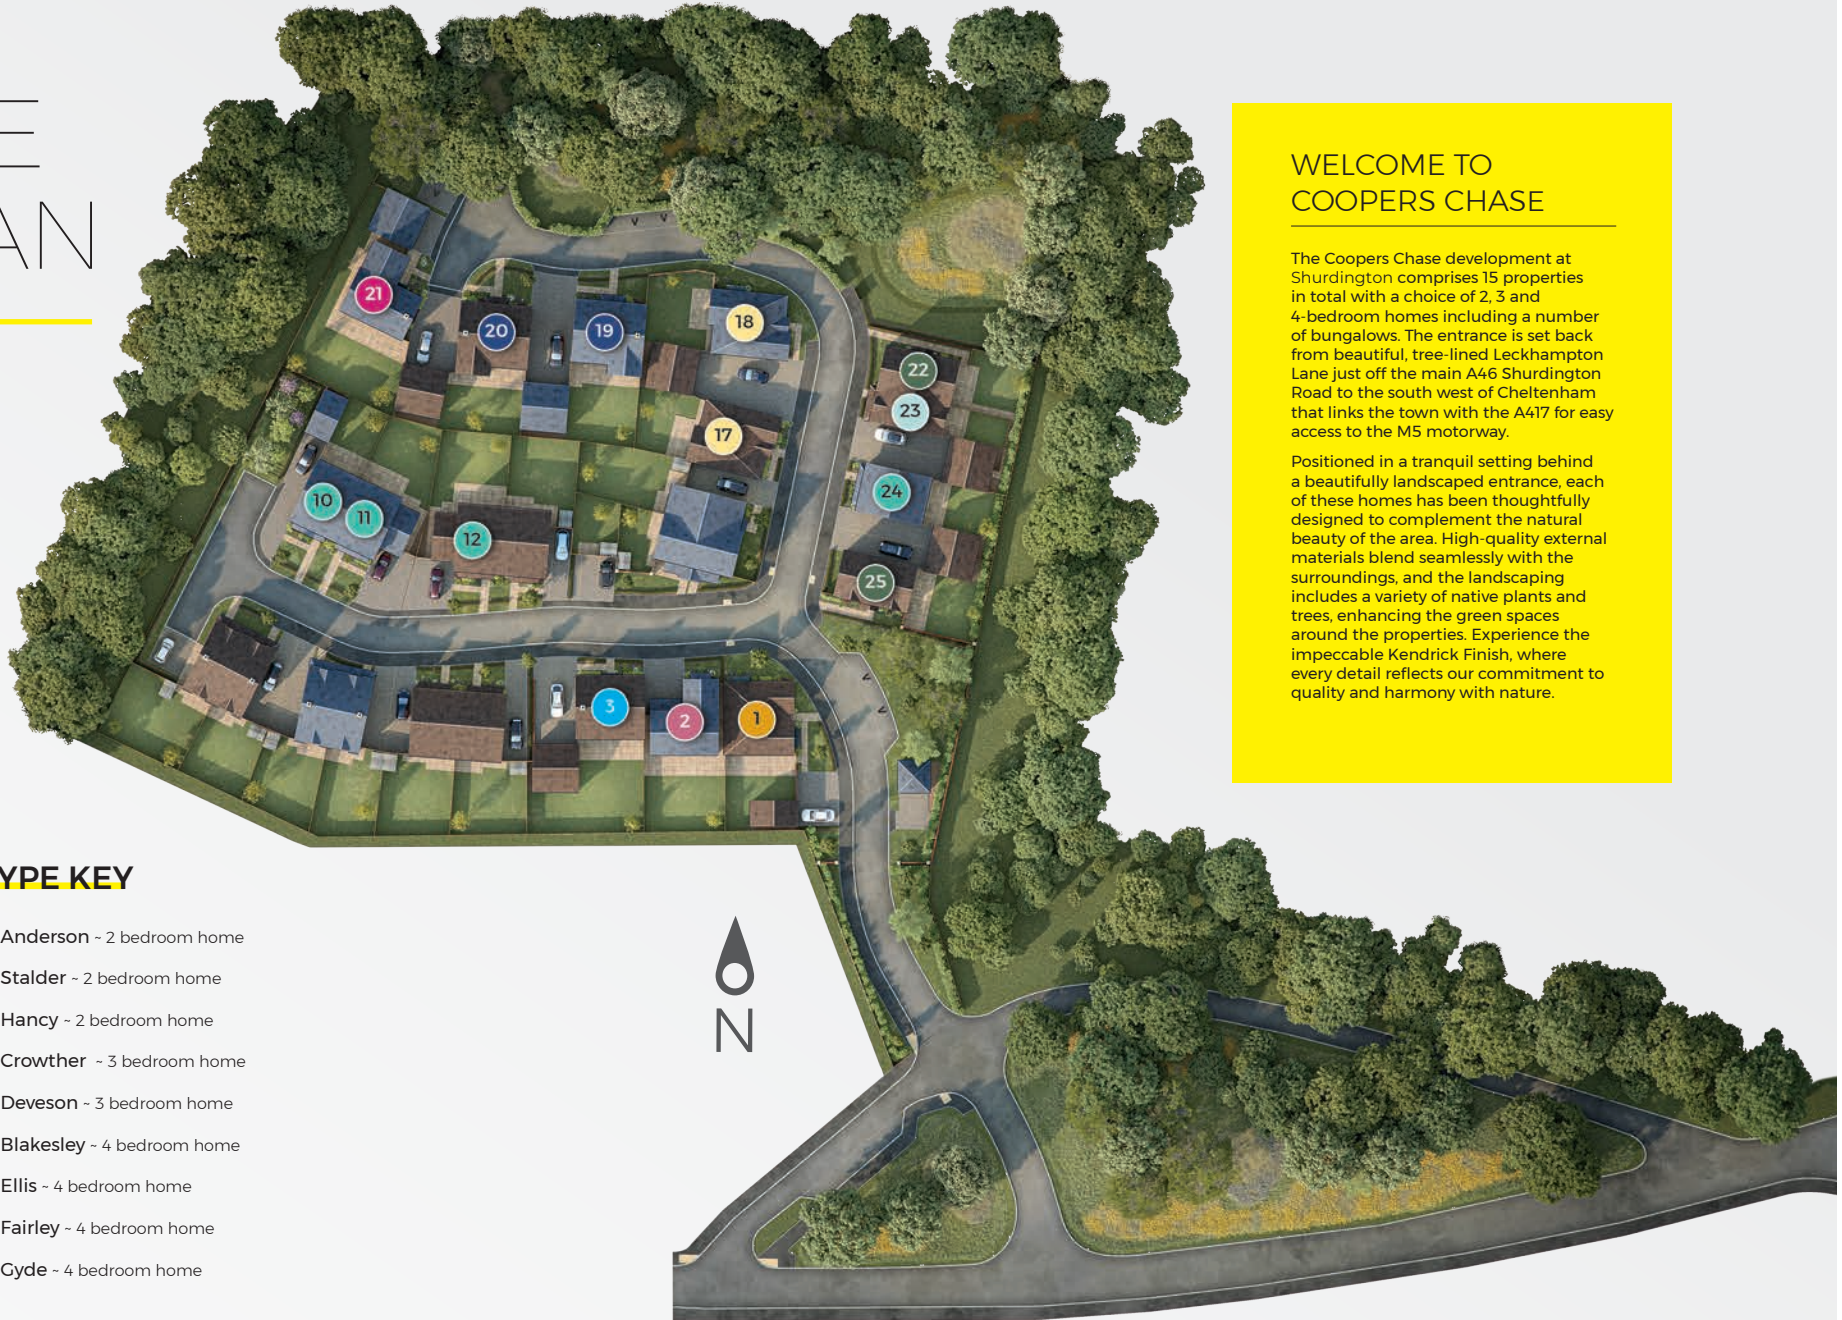 E
AN
WELCOME TO
COOPERS CHASE
The Coopers Chase development at
Shurdington comprises 15 properties
in total with a choice of 2, 3 and
4-bedroom homes including a number
of bungalows. The entrance is set back
from beautiful, tree-lined Leckhampton
Lane just off the main A46 Shurdington
Road to the south west of Cheltenham
that links the town with the A417 for easy
access to the M5 motorway.
Positioned in a tranquil setting behind
a beautifully landscaped entrance, each
of these homes has been thoughtfully
designed to complement the natural
beauty of the area. High-quality external
materials blend seamlessly with the
surroundings, and the landscaping
includes a variety of native plants and
trees, enhancing the green spaces
around the properties. Experience the
impeccable Kendrick Finish, where
every detail reflects our commitment to
quality and harmony with nature.
21
20
19
18
22
23
17
24
10
11
12
25
3
2
1
YPE KEY
Anderson ~ 2 bedroom home
Stalder ~ 2 bedroom home
Hancy ~ 2 bedroom home
Crowther ~ 3 bedroom home
Deveson ~ 3 bedroom home
Blakesley ~ 4 bedroom home
Ellis ~ 4 bedroom home
Fairley ~ 4 bedroom home
Gyde ~ 4 bedroom home
N